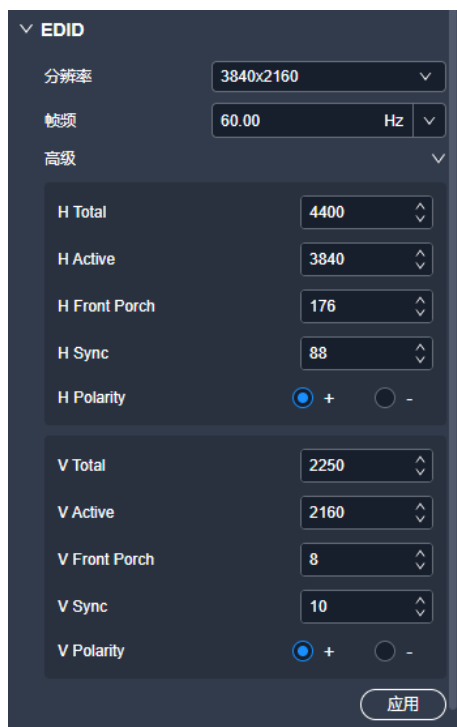 EDID
分辨率 3840x2160
帧频 60.00 Hz
高级
H Total 4400
H Active 3840
H Front Porch 176
H Sync 88
H Polarity + -
V Total 2250
V Active 2160
V Front Porch 8
V Sync 10
V Polarity + -
应用